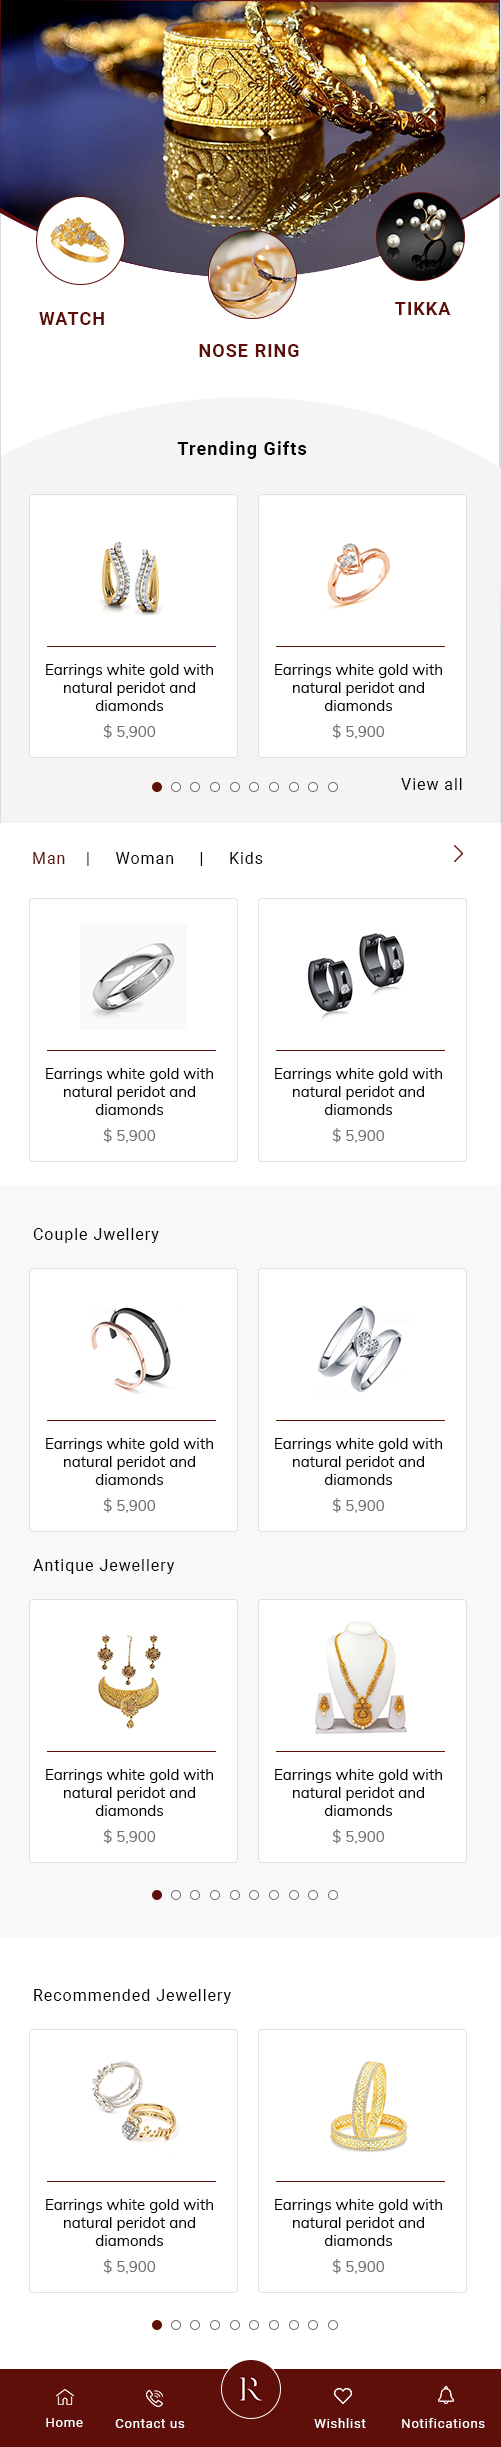 WATCH
NOSE RING
TIKKA
Trending Gifts
Earrings white gold with
natural peridot and
diamonds
$ 5,900
Earrings white gold with
natural peridot and
diamonds
$ 5,900
View all
Man | Woman | Kids
Earrings white gold with
natural peridot and
diamonds
$ 5,900
Earrings white gold with
natural peridot and
diamonds
$ 5,900
Couple Jwellery
Earrings white gold with
natural peridot and
diamonds
$ 5,900
Earrings white gold with
natural peridot and
diamonds
$ 5,900
Antique Jewellery
Earrings white gold with
natural peridot and
diamonds
$ 5,900
Earrings white gold with
natural peridot and
diamonds
$ 5,900
Recommended Jewellery
Earrings white gold with
natural peridot and
diamonds
$ 5,900
Earrings white gold with
natural peridot and
diamonds
$ 5,900
Home
Contact us
R
Wishlist
Notifications